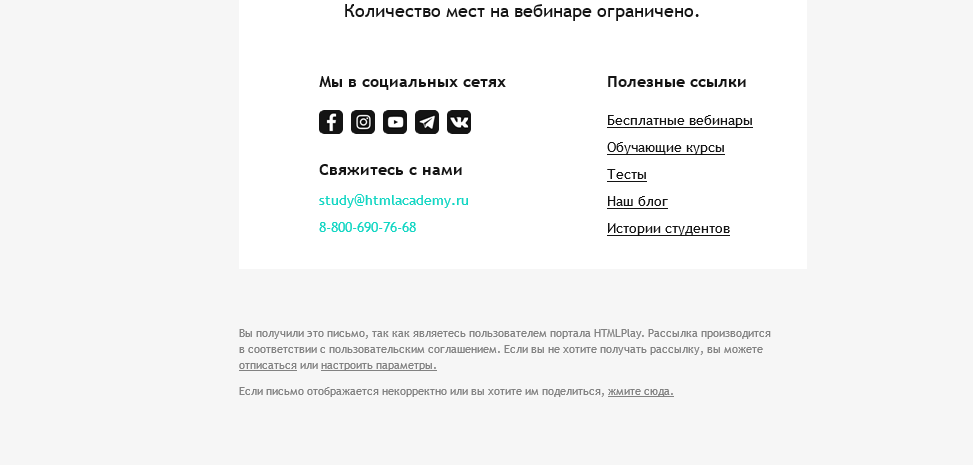 Количество мест на вебинаре ограничено.
Мы в социальных сетях
Свяжитесь с нами
study@htmlacademy.ru
8-800-690-76-68
Полезные ссылки
Бесплатные вебинары
Обучающие курсы
Тесты
Наш блог
Истории студентов
Вы получили это письмо, так как являетесь пользователем портала HTMLPlay. Рассылка производится
в соответствии с пользовательским соглашением. Если вы не хотите получать рассылку, вы можете
отписаться или настроить параметры.
Если письмо отображается некорректно или вы хотите им поделиться, жмите сюда.